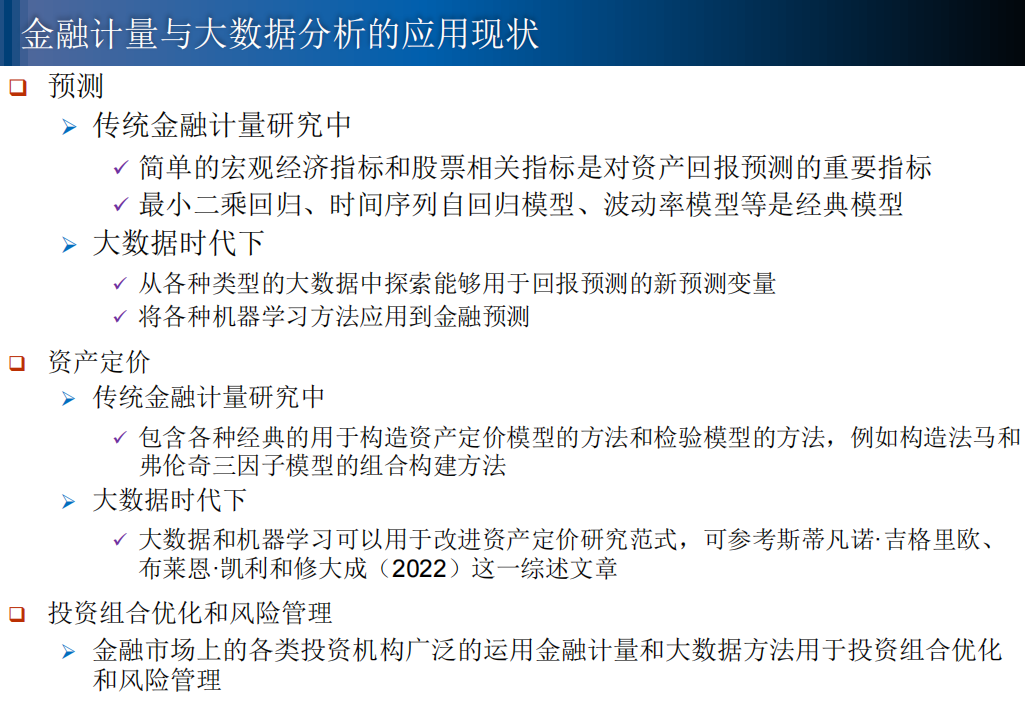 金融计量与大数据分析的应用现状
预测
传统金融计量研究中
简单的宏观经济指标和股票相关指标是对资产回报预测的重要指标
最小二乘回归、时间序列自回归模型、波动率模型等是经典模型
大数据时代下
从各种类型的大数据中探索能够用于回报预测的新预测变量
将各种机器学习方法应用到金融预测
资产定价
传统金融计量研究中
包含各种经典的用于构造资产定价模型的方法和检验模型的方法，例如构造法马和
弗伦奇三因子模型的组合构建方法
大数据时代下
大数据和机器学习可以用于改进资产定价研究范式，可参考斯蒂凡诺·吉格里欧、
布莱恩·凯利和修大成（2022）这一综述文章
投资组合优化和风险管理
金融市场上的各类投资机构广泛的运用金融计量和大数据方法用于投资组合优化
和风险管理